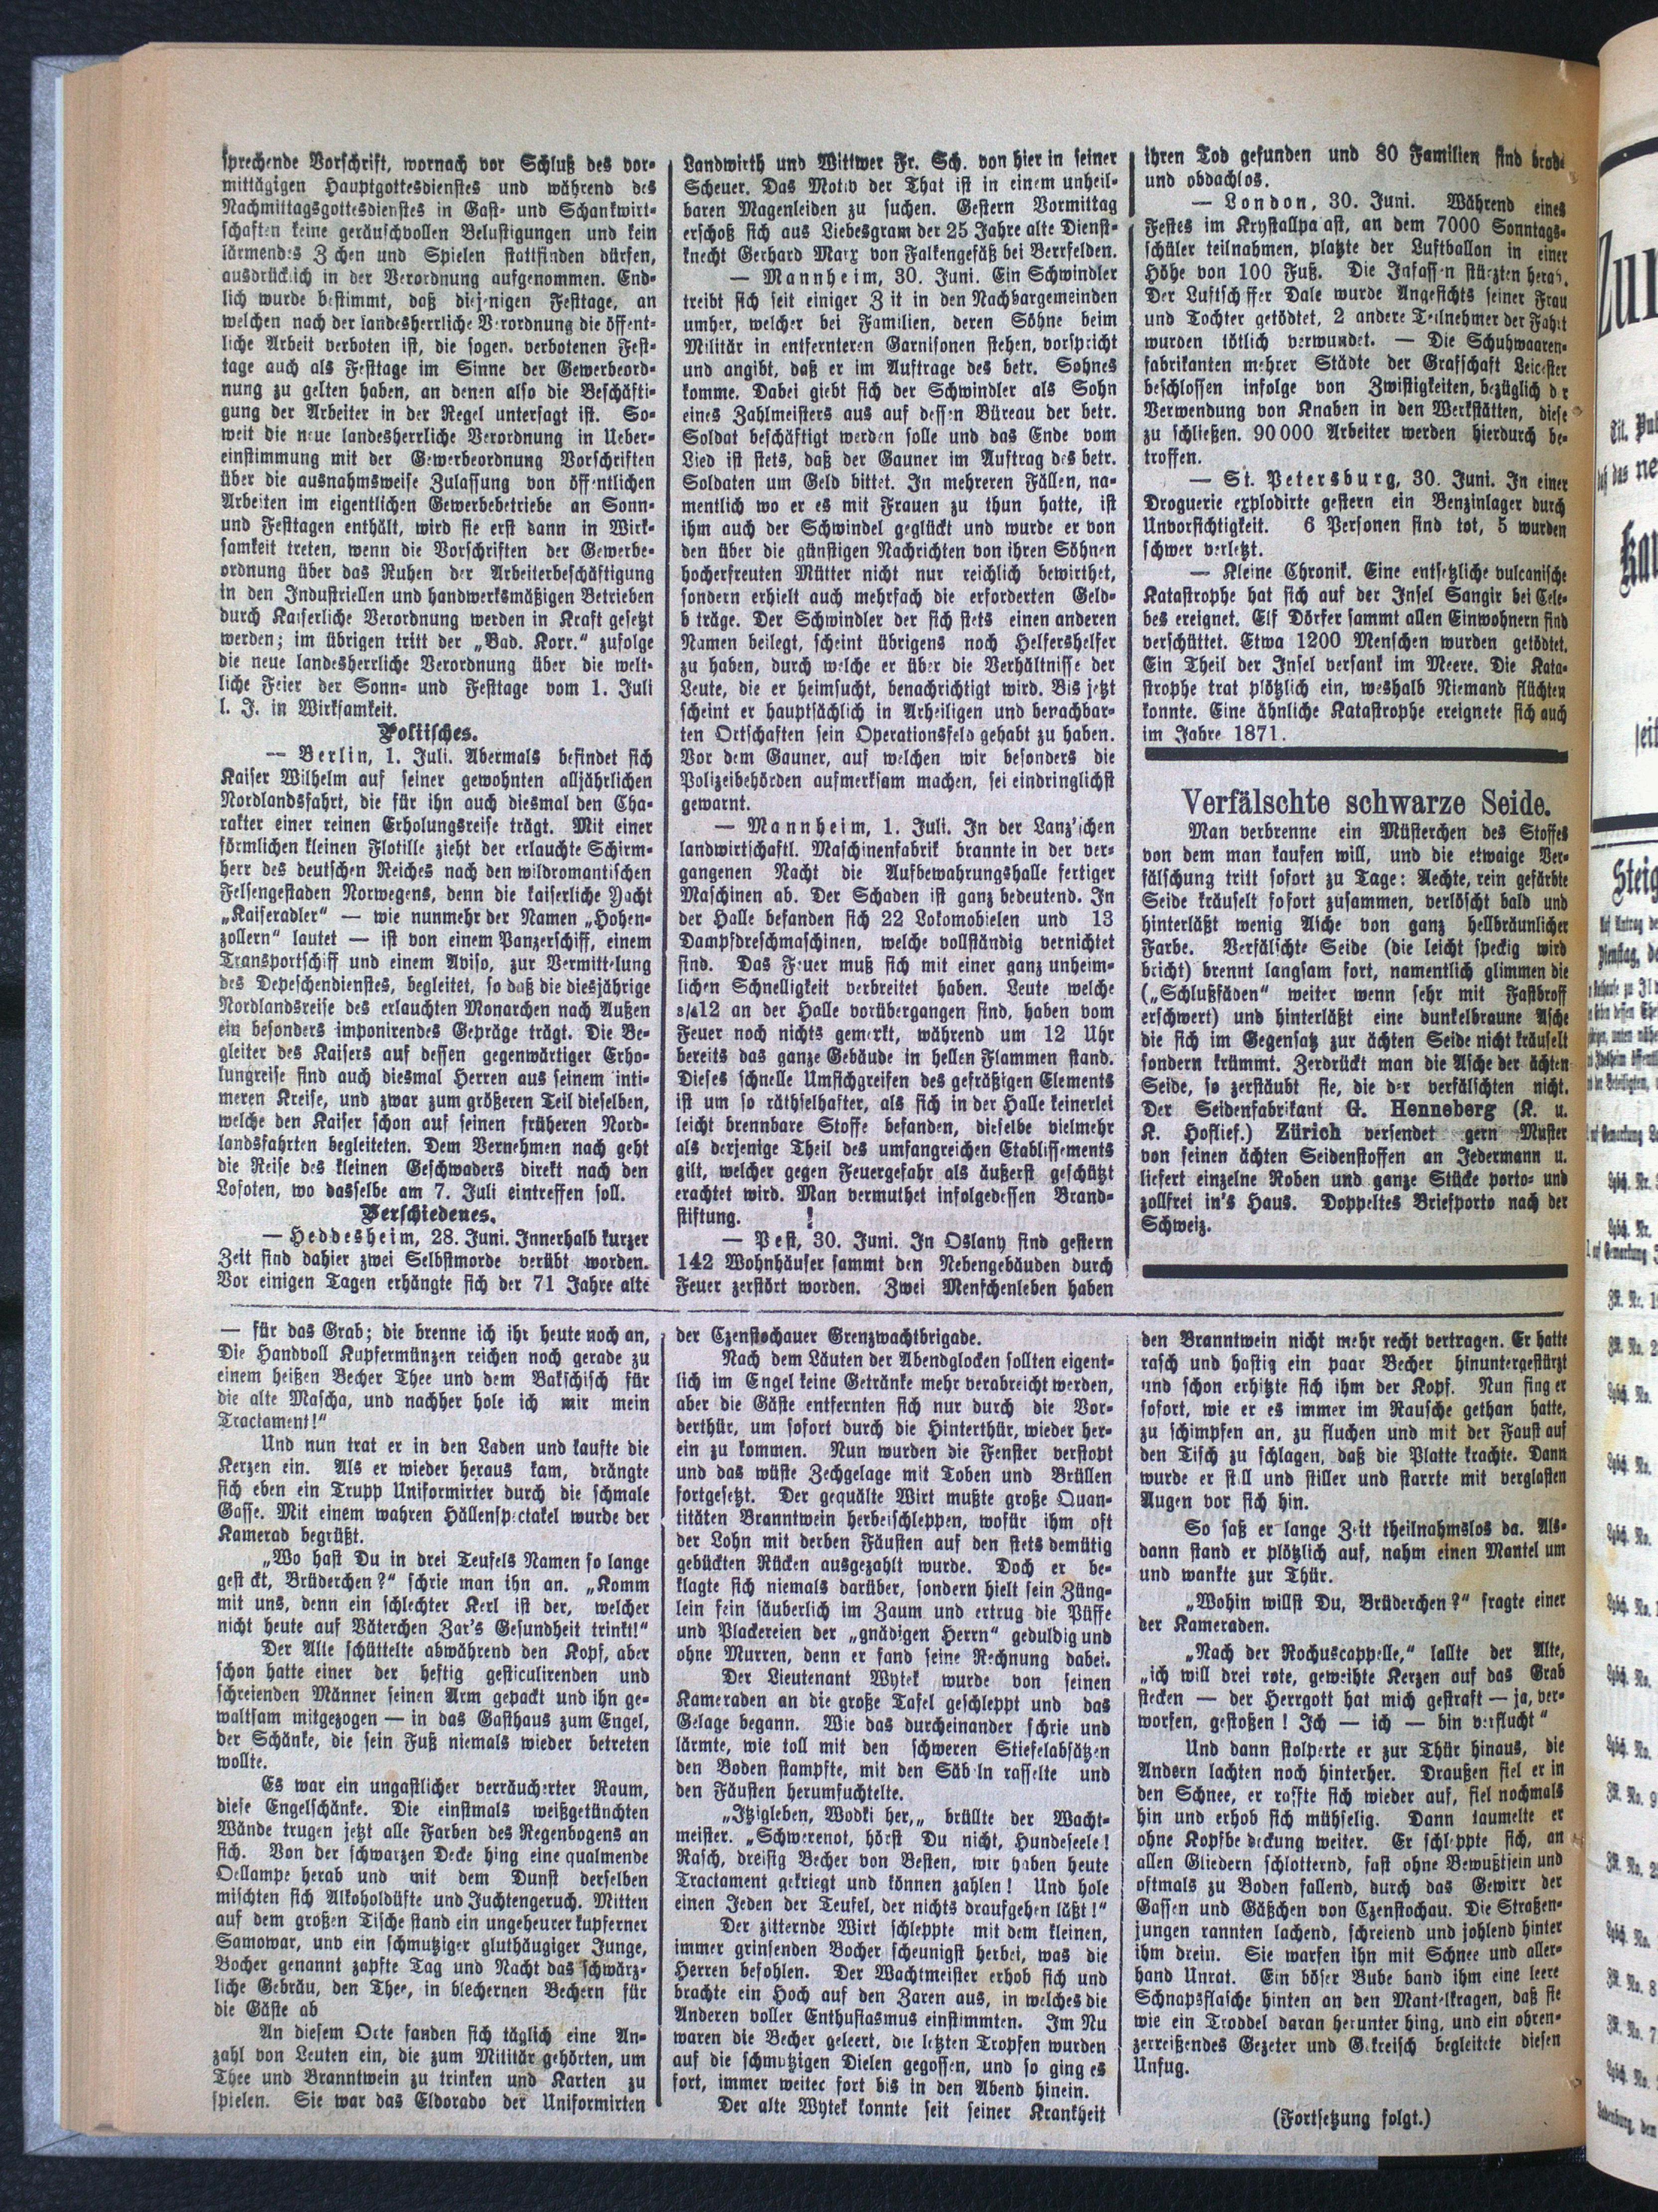 sprechende Vorschrift, wornach vor Schluß des vor-
mittägigen Hauptgottesdienstes und während des
Nachmittagsgottesdienstes in Gast- und Schankwirt-
schaften keine geräuschvollen Belustigungen und kein
lärmendes Z chen und Spielen stattfinden dürfen,
ausdrücklich in der Verordnung aufgenommen. End-
lich wurde bestimmt, daß diejenigen Festtage, an
welchen nach der landesherrliche Verordnung die öffent-
liche Arbeit verboten ist, die sogen. verbotenen Fest-
tage auch als Festtage im Sinne der Gewerbeord-
nung zu gelten haben, an denen also die Beschäfti-
gung der Arbeiter in der Regel untersagt ist. So-
weit die neue landesherrliche Verordnung in Ueber-
einstimmung mit der Gewerbeordnung Vorschriften
über die ausnahmsweise Zulassung von öffentlichen
Arbeiten im eigentlichen Gewerbebetriebe an Sonn-
und Festtagen enthält, wird sie erst dann in Wirk-
samkeit treten, wenn die Vorschriften der Gewerbe-
ordnung über das Ruhen der Arbeiterbeschäftigung
in den Industriellen und handwerksmäßigen Betrieben
durch Kaiserliche Verordnung werden in Kraft gesetzt
werden; im übrigen tritt der „Bad. Korr." zufolge
die neue landesherrliche Verordnung über die welt-
liche Feier der Sonn- und Festtage vom 1. Juli
l. J. in Wirksamkeit.
Politisches.
— Berlin, 1. Juli. Abermals befindet sich
Kaiser Wilhelm auf seiner gewohnten alljährlichen
Nordlandsfahrt, die für ihn auch diesmal den Cha-
rakter einer reinen Erholungsreise trägt. Mit einer
förmlichen kleinen Flotille zieht der erlauchte Schirm-
herr des deutschen Reiches nach den wildromantischen
Felsengestaden Norwegens, denn die kaiserliche Yacht
„Kaiseradler" — wie nunmehr der Namen „Hohen-
zollern" lautet — ist von einem Panzerschiff, einem
Transportschiff und einem Aviso, zur Vermittelung
des Depeschendienstes, begleitet, so daß die diesjährige
Nordlandsreise des erlauchten Monarchen nach Außen
ein besonders imponirendes Gepräge trägt. Die Be-
gleiter des Kaisers auf dessen gegenwärtiger Erho-
lungreise sind auch diesmal Herren aus seinem inti-
meren Kreise, und zwar zum größeren Teil dieselben,
welche den Kaiser schon auf seinen früheren Nord-
landsfahrten begleiteten. Dem Vernehmen nach geht
die Reise des kleinen Geschwaders direkt nach den
Lofoten, wo dasselbe am 7. Juli eintreffen soll.
Verschiedenes.
— Heddesheim, 28. Juni. Innerhalb kurzer
Zeit sind dahier zwei Selbstmorde verübt worden.
Vor einigen Tagen erhängte sich der 71 Jahre alte
Landwirth und Wittwer Fr. Sch. von hier in seiner
Scheuer. Das Motiv der That ist in einem unheil-
baren Magenleiden zu suchen. Gestern Vormittag
erschoß sich aus Liebesgram der 25 Jahre alte Dienst-
knecht Gerhard Marx von Falkengefäß bei Berrfelden.
— Mannheim, 30. Juni. Ein Schwindler
treibt sich seit einiger Z it in den Nachbargemeinden
umher, welcher bei Familien, deren Söhne beim
Militär in entfernteren Garnisonen stehen, vorspricht
und angibt, daß er im Auftrage des betr. Sohnes
komme. Dabei giebt sich der Schwindler als Sohn
eines Zahlmeisters aus auf dessen Büreau der betr.
Soldat beschäftigt werden solle und das Ende vom
Lied ist stets, daß der Gauner im Auftrag des betr.
Soldaten um Geld bittet. In mehreren Fällen, na-
mentlich wo er es mit Frauen zu thun hatte, ist
ihm auch der Schwindel geglückt und wurde er von
den über die günstigen Nachrichten von ihren Söhnen
hocherfreuten Mütter nicht nur reichlich bewirthet,
sondern erhielt auch mehrfach die erforderten Geld-
b träge. Der Schwindler der sich stets einen anderen
Namen beilegt, scheint übrigens noch Helfershelfer
zu haben, durch welche er über die Verhältnisse der
Leute, die er heimsucht, benachrichtigt wird. Bis jetzt
scheint er hauptsächlich in Arheiligen und benachbar-
ten Ortschaften sein Operationsfeld gehabt zu haben.
Vor dem Gauner, auf welchen wir besonders die
Polizeibehörden aufmerksam machen, sei eindringlichst
gewarnt.
— Mannheim, 1. Juli. In der Lanz'schen
landwirtschaftl. Maschinenfabrik brannte in der ver-
gangenen Nacht die Aufbewahrungshalle fertiger
Maschinen ab. Der Schaden ist ganz bedeutend. In
der Halle befanden sich 22 Lokomobielen und 13
Dampfdreschmaschinen, welche vollständig vernichtet
sind. Das Feuer muß sich mit einer ganz unheim-
lichen Schnelligkeit verbreitet haben. Leute welche
3/412 an der Halle vorübergangen sind, haben vom
Feuer noch nichts gemerkt, während um 12 Uhr
bereits das ganze Gebäude in hellen Flammen stand.
Dieses schnelle Umsichgreifen des gefräßigen Elements
ist um so räthselhafter, als sich in der Halle keinerlei
leicht brennbare Stoffe befanden, dieselbe vielmehr
als derjenige Theil des umfangreichen Etablissements
gilt, welcher gegen Feuergefahr als äußerst geschützt
erachtet wird. Man vermuthet infolgedessen Brand-
stiftung. !
— Pest, 30. Juni. In Oslany sind gestern
142 Wohnhäuser sammt den Nebengebäuden durch
Feuer zerstört worden. Zwei Menschenleben haben
ihren Tod gefunden und 80 Familien sind brod-
und obdachlos.
— London, 30. Juni. Während eines
Festes im Krystallpa ast, an dem 7000 Sonntags-
schüler teilnahmen, platzte der Luftballon in einer
Höhe von 100 Fuß. Die Insassen stürzten herab.
Der Luftsch ffer Dale wurde Angesichts seiner Frau
und Tochter getödtet, 2 andere Teilnehmer der Fahrt
wurden tötlich verwundet. — Die Schuhwaaren-
fabrikanten mehrer Städte der Grafschaft Leicester
beschlossen infolge von Zwistigkeiten, bezüglich d r
Verwendung von Knaben in den Werkstätten, diese
zu schließen. 90000 Arbeiter werden hierdurch be-
troffen.
— St. Petersburg, 30. Juni. In einer
Droguerie explodirte gestern ein Benzinlager durch
Unvorsichtigkeit. 6 Personen sind tot, 5 wurden
schwer verletzt.
— Kleine Chronik. Eine entsetzliche vulcanische
Katastrophe hat sich auf der Insel Sangir bei Cele-
bes ereignet. Elf Dörfer sammt allen Einwohnern sind
verschüttet. Etwa 1200 Menschen wurden getödtet.
Ein Theil der Insel versank im Meere. Die Kata-
strophe trat plötzlich ein, weshalb Niemand flüchten
konnte. Eine ähnliche Katastrophe ereignete sich auch
im Jahre 1871.
Verfälschte schwarze Seide.
Man verbrenne ein Müsterchen des Stoffes
von dem man kaufen will, und die etwaige Ver-
fälschung tritt sofort zu Tage: Aechte, rein gefärbte
Seide kräuselt sofort zusammen, verlöscht bald und
hinterläßt wenig Asche von ganz hellbräunlicher
Farbe. Verfälschte Seide (die leicht speckig wird
bricht) brennt langsam fort, namentlich glimmen die
(„Schlußfäden" weiter wenn sehr mit Fastbroff
erschwert) und hinterläßt eine dunkelbraune Asche
die sich im Gegensatz zur ächten Seide nicht kräuselt
sondern krümmt. Zerdrückt man die Asche der ächten
Seide, so zerstäubt sie, die der verfälschten nicht.
Der Seidenfabrikant G. Henneberg (K. u.
K. Hoflief.) Zürich versendet gern Muster
von seinen ächten Seidenstoffen an Jedermann u.
liefert einzelne Roben und ganze Stücke porto- und
zollfrei in's Haus. Doppeltes Briefporto nach der
Schweiz.
— für das Grab; die brenne ich ihr heute noch an,
Die Handvoll Kupfermünzen reichen noch gerade zu
einem heißen Becher Thee und dem Bakschisch für
die alte Mascha, und nachher hole ich mir mein
Tractament!"
Und nun trat er in den Laden und kaufte die
Kerzen ein. Als er wieder heraus kam, drängte
sich eben ein Trupp Uniformirter durch die schmale
Gasse. Mit einem wahren Höllenspectakel wurde der
Kamerad begrüßt.
„Wo hast Du in drei Teufels Namen so lange
gest ckt, Brüderchen?" schrie man ihn an. „Komm
mit uns, denn ein schlechter Kerl ist der, welcher
nicht heute auf Väterchen Zar's Gesundheit trinkt!"
Der Alte schüttelte abwährend den Kopf, aber
schon hatte einer der heftig gesticulirenden und
schreienden Männer seinen Arm gepackt und ihn ge-
waltsam mitgezogen — in das Gasthaus zum Engel,
der Schänke, die sein Fuß niemals wieder betreten
wollte.
Es war ein ungastlicher verräucherter Raum,
diese Engelschänke. Die einstmals weißgetünchten
Wände trugen jetzt alle Farben des Regenbogens an
sich. Von der schwarzen Decke hing eine qualmende
Oellampe herab und mit dem Dunst derselben
mischten sich Alkoholdüfte und Juchtengeruch. Mitten
auf dem großen Tische stand ein ungeheurer kupferner
Samowar, und ein schmutziger gluthäugiger Junge,
Bocher genannt zapfte Tag und Nacht das schwärz-
liche Gebräu, den Thee, in blechernen Bechern für
die Gäste ab
An diesem Orte fanden sich täglich eine An-
zahl von Leuten ein, die zum Militär gehörten, um
Thee und Branntwein zu trinken und Karten zu
spielen. Sie war das Eldorado der Uniformirten
der Czenstochauer Grenzwachtbrigade.
Nach dem Läuten der Abendglocken sollten eigent-
lich im Engel keine Getränke mehr verabreicht werden,
aber die Gäste entfernten sich nur durch die Vor-
derthür, um sofort durch die Hinterthür, wieder her-
ein zu kommen. Nun wurden die Fenster verstopt
und das wüste Zechgelage mit Toben und Brüllen
fortgesetzt. Der gequälte Wirt mußte große Quan-
titäten Branntwein herbeischleppen, wofür ihm oft
der Lohn mit derben Fäusten auf den stets demütig
gebückten Rücken ausgezahlt wurde. Doch er be-
klagte sich niemals darüber, sondern hielt sein Züng-
lein fein säuberlich im Zaum und ertrug die Püffe
und Plackereien der „gnädigen Herrn" geduldig und
ohne Murren, denn er fand seine Rechnung dabei.
Der Lieutenant Wytek wurde von seinen
Kameraden an die große Tafel geschleppt und das
Gelage begann. Wie das durcheinander schrie und
lärmte, wie toll mit den schweren Stiefelabsätzen
den Boden stampfte, mit den Säb ln rasselte und
den Fäusten herumfuchtelte.
„Itzigleben, Wodki her,„ brüllte der Wacht-
meister. „Schwerenot, hörst Du nicht, Hundeseele!
Rasch, dreisig Becher von Besten, wir haben heute
Tractament gekriegt und können zahlen! Und hole
einen Jeden der Teufel, der nichts draufgehen läßt!"
Der zitternde Wirt schleppte mit dem kleinen,
immer grinsenden Bocher scheunigst herbei, was die
Herren befohlen. Der Wachtmeister erhob sich und
brachte ein Hoch auf den Zaren aus, in welches die
Anderen voller Enthusiasmus einstimmten. Im Nu
waren die Becher geleert, die letzten Tropfen wurden
auf die schmutzigen Dielen gegossen, und so ging es
fort, immer weiter fort bis in den Abend hinein.
Der alte Wytek konnte seit seiner Krankheit
den Branntwein nicht mehr recht vertragen. Er hatte
rasch und hastig ein paar Becher hinuntergestürzt
und schon erhitzte sich ihm der Kopf. Nun fing er
sofort, wie er es immer im Rausche gethan hatte,
zu schimpfen an, zu fluchen und mit der Faust auf
den Tisch zu schlagen, daß die Platte krachte. Dann
wurde er still und stiller und starrte mit verglasten
Augen vor sich hin.
So saß er lange Zeit theilnahmslos da. Als-
dann stand er plötzlich auf, nahm einen Mantel um
und wankte zur Thür.
„Wohin willst Du, Brüderchen?" fragte einer
der Kameraden.
„Nach der Rochuscappelle," lallte der Alte,
„ich will drei rote, geweihte Kerzen auf das Grab
stecken — der Herrgott hat mich gestraft — ja, ver-
worfen, gestoßen! Ich — ich — bin verflucht"
Und dann stolperte er zur Thür hinaus, die
Andern lachten noch hinterher. Draußen fiel er in
den Schnee, er raffte sich wieder auf, fiel nochmals
hin und erhob sich mühselig. Dann taumelte er
ohne Kopfbedeckung weiter. Er schleppte sich, an
allen Gliedern schlotternd, fast ohne Bewußtsein und
oftmals zu Boden fallend, durch das Gewirr der
Gassen und Gäßchen von Czenstochau. Die Straßen-
jungen rannten lachend, schreiend und johlend hinter
ihm drein. Sie warfen ihn mit Schnee und aller-
hand Unrat. Ein böser Bube band ihm eine leere
Schnapsflasche hinten an den Mantelkragen, daß sie
wie ein Troddel daran herunter hing, und ein ohren-
zerreißendes Gezeter und Gekreisch begleitete diesen
Unfug.
(Fortsetzung folgt.)